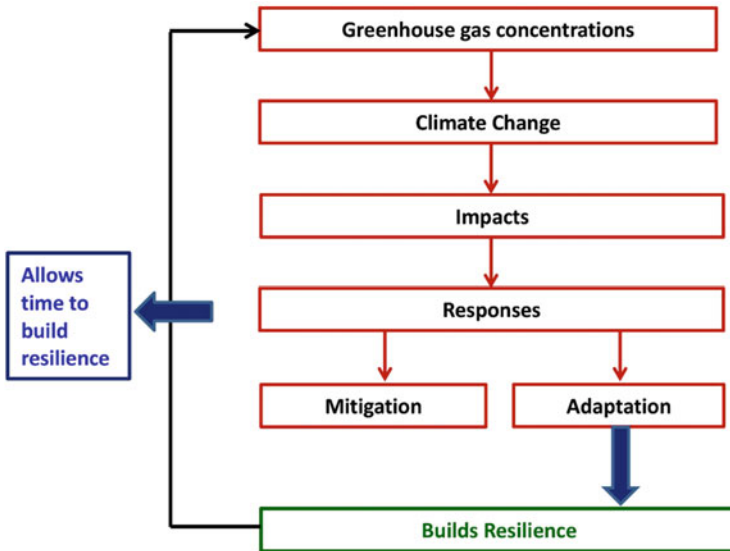 Greenhouse gas concentrations
Climate Change
Impacts
Allows
time to
build
resilience
Responses
Mitigation
Adaptation
Builds Resilience